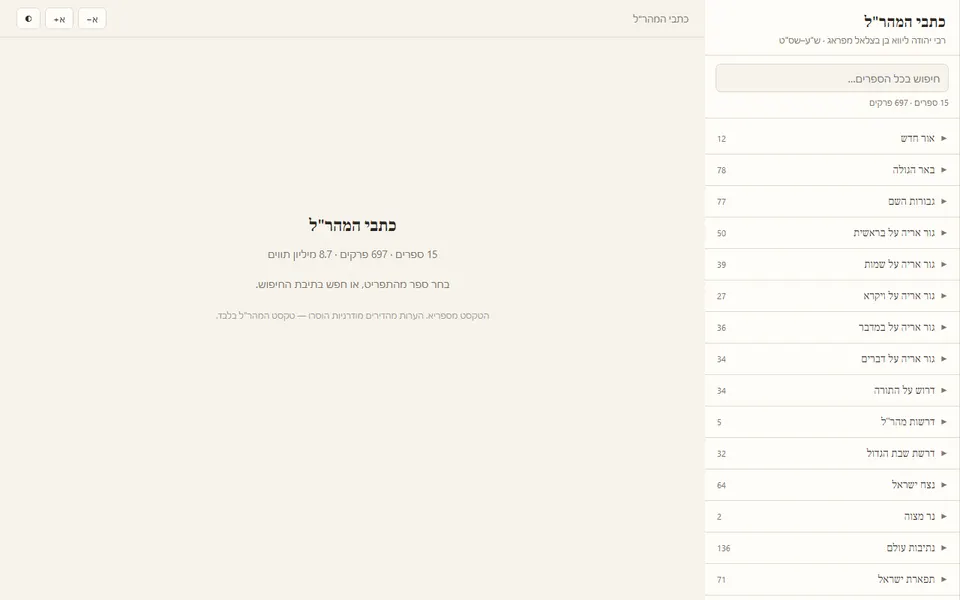 כתבי המהר"ל
רבי יהודה ליווא בן בצלאל מפראג · ש"ע–שס"ט
חיפוש בכל הספרים...
15 ספרים · 697 פרקים
◀ אור חדש 12
◀ באר הגולה 78
◀ גבורות השם 77
◀ גור אריה על בראשית 50
◀ גור אריה על שמות 39
◀ גור אריה על ויקרא 27
◀ גור אריה על במדבר 36
◀ גור אריה על דברים 34
◀ דרוש על התורה 34
◀ דרשות מהר"ל 5
◀ דרשת שבת הגדול 32
◀ נצח ישראל 64
◀ נר מצוה 2
◀ נתיבות עולם 136
◀ תפארת ישראל 71
כתבי המהר"ל
א− א+ ◐
כתבי המהר"ל
15 ספרים · 697 פרקים · 8.7 מיליון תווים
בחר ספר מהתפריט, או חפש בתיבת החיפוש.
הטקסט מספריא. הערות מהדירים מודרניות הוסרו — טקסט המהר"ל בלבד.